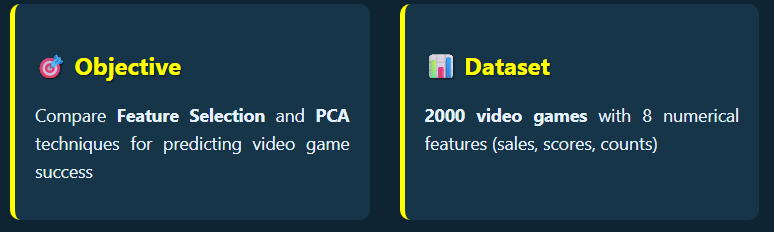 Objective
Compare Feature Selection and PCA
techniques for predicting video game
success
Dataset
2000 video games with 8 numerical
features (sales, scores, counts)